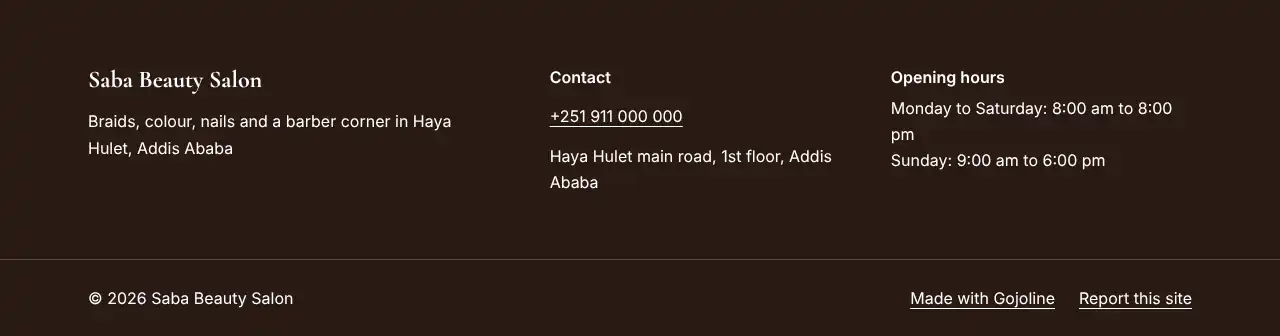 Saba Beauty Salon
Braids, colour, nails and a barber corner in Haya
Hulet, Addis Ababa
Contact
+251 911 000 000
Haya Hulet main road, 1st floor, Addis
Ababa
Opening hours
Monday to Saturday: 8:00 am to 8:00
pm
Sunday: 9:00 am to 6:00 pm
© 2026 Saba Beauty Salon
Made with Gojoline
Report this site